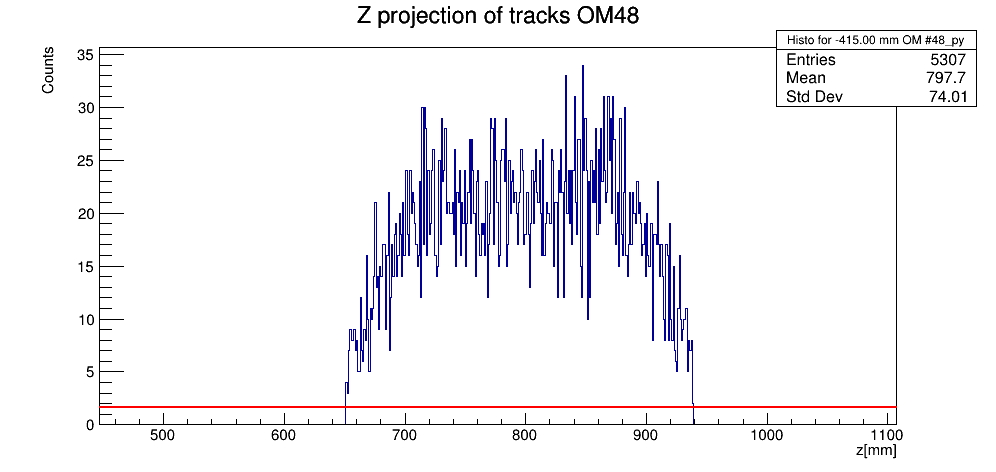 Z projection of tracks OM48
Histo for -415.00 mm OM #48_py
Entries 5307
Mean 797.7
Std Dev 74.01
Counts
35
30
25
20
15
10
5
0
500 600 700 800 900 1000 1100
z[mm]